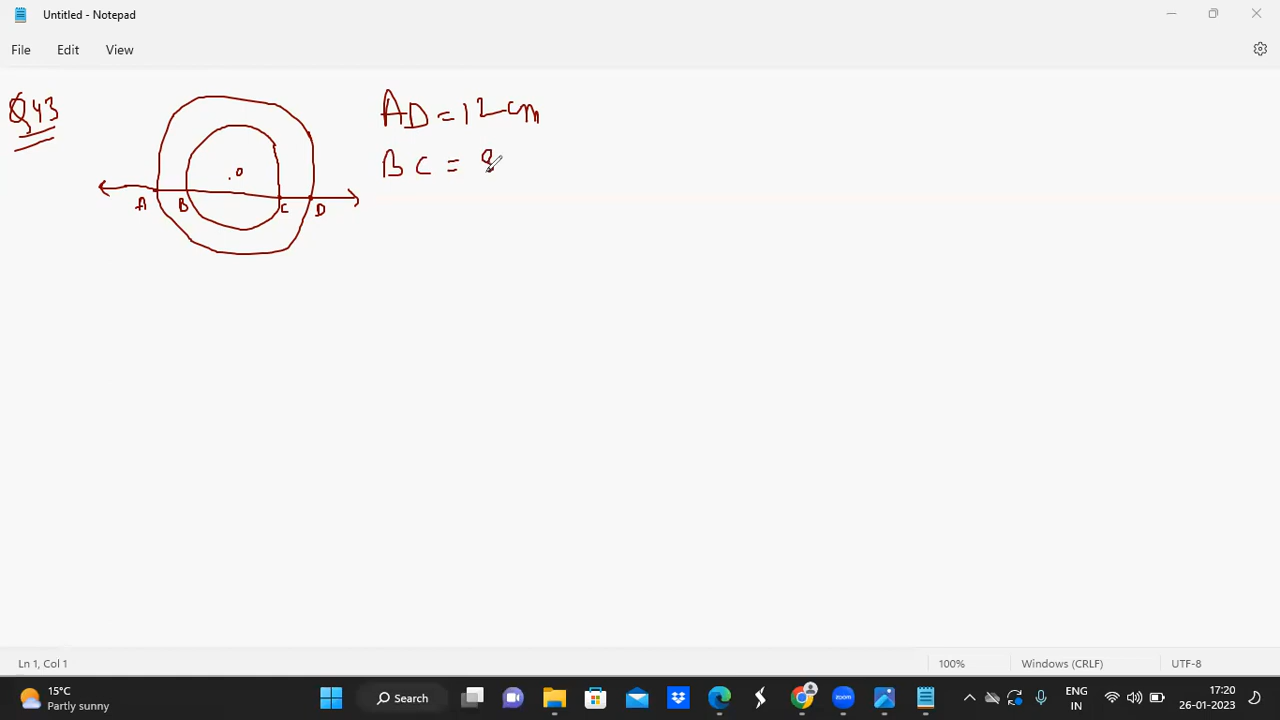 Untitled - Notepad
File Edit View
Q43
AD = 12 cm
BC = 8
O
A B C D
Ln 1, Col 1
100%
Windows (CRLF)
UTF-8
15°C
Partly sunny
Search
zoom
ENG
IN
17:20
26-01-2023